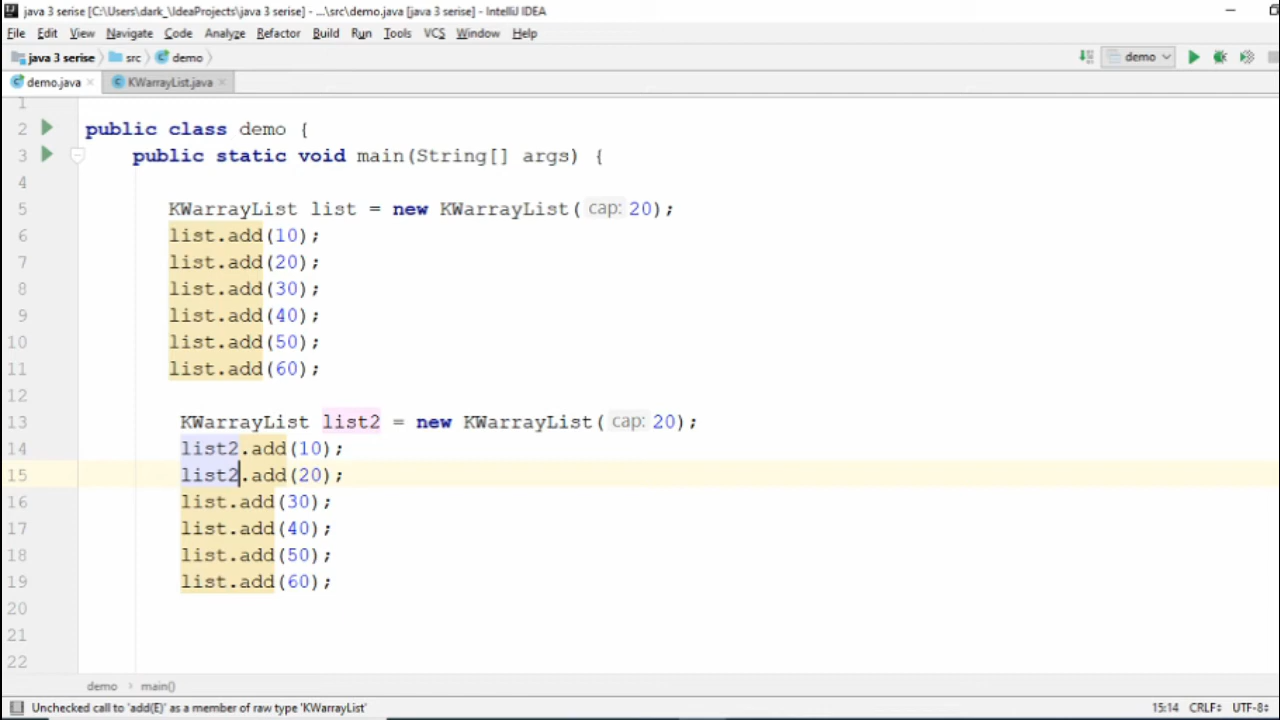 java 3 serise [C:\Users\dark_\IdeaProjects\java 3 serise] - ...\src\demo.java [java 3 serise] - IntelliJ IDEA
File Edit View Navigate Code Analyze Refactor Build Run Tools VCS Window Help
java 3 serise src demo demo
demo.java KWarrayList.java
1
2 public class demo {
3 public static void main(String[] args) {
4
5 KWarrayList list = new KWarrayList( cap: 20);
6 list.add(10);
7 list.add(20);
8 list.add(30);
9 list.add(40);
10 list.add(50);
11 list.add(60);
12
13 KWarrayList list2 = new KWarrayList( cap: 20);
14 list2.add(10);
15 list2.add(20);
16 list.add(30);
17 list.add(40);
18 list.add(50);
19 list.add(60);
20
21
22
demo › main()
Unchecked call to 'add(E)' as a member of raw type 'KWarrayList' 15:14 CRLF UTF-8